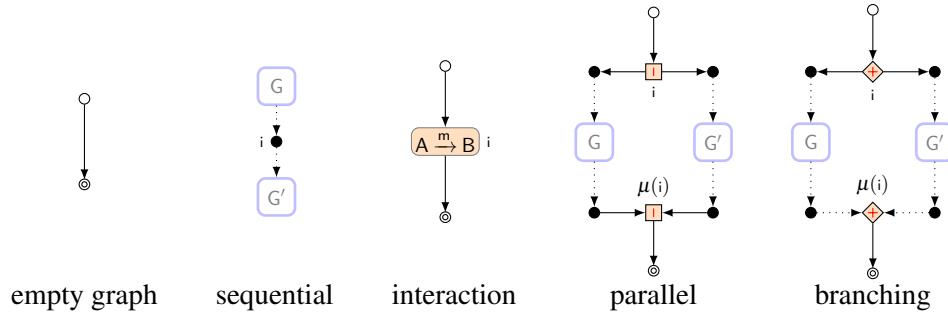 G
i
G′
A m→ B i
i
G G′
μ(i)
i
G G′
μ(i)
empty graph sequential interaction parallel branching